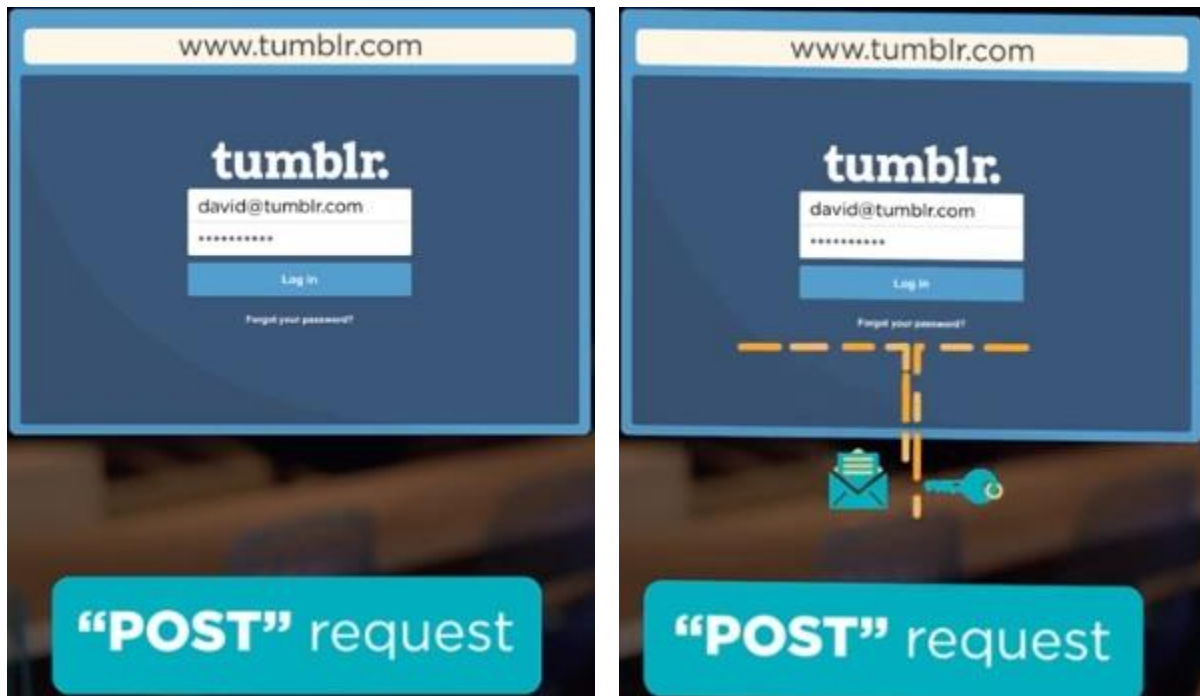 www.tumblr.com
tumblr.
david@tumblr.com
••••••••••
Log in
Forgot your password?
“POST” request
www.tumblr.com
tumblr.
david@tumblr.com
••••••••••
Log in
Forgot your password?
“POST” request